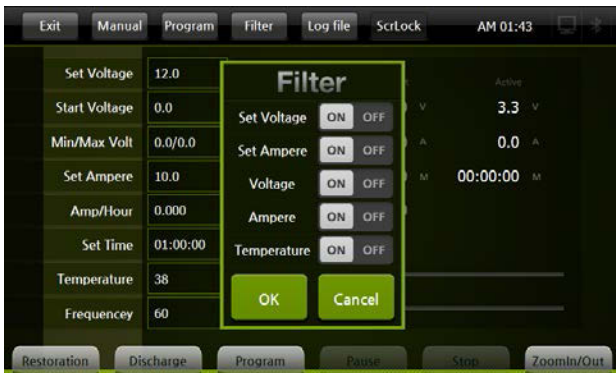 Exit Manual Program Filter Log file ScrLock AM 01:43
Set Voltage 12.0
Start Voltage 0.0
Min/Max Volt 0.0/0.0
Set Ampere 10.0
Amp/Hour 0.000
Set Time 01:00:00
Temperature 38
Frequencey 60
Filter
Set Voltage ON OFF
Set Ampere ON OFF
Voltage ON OFF
Ampere ON OFF
Temperature ON OFF
OK Cancel
Active
3.3 V
0.0 A
00:00:00 M
V
A
M
Restoration Discharge Program Pause Stop ZoomIn/Out